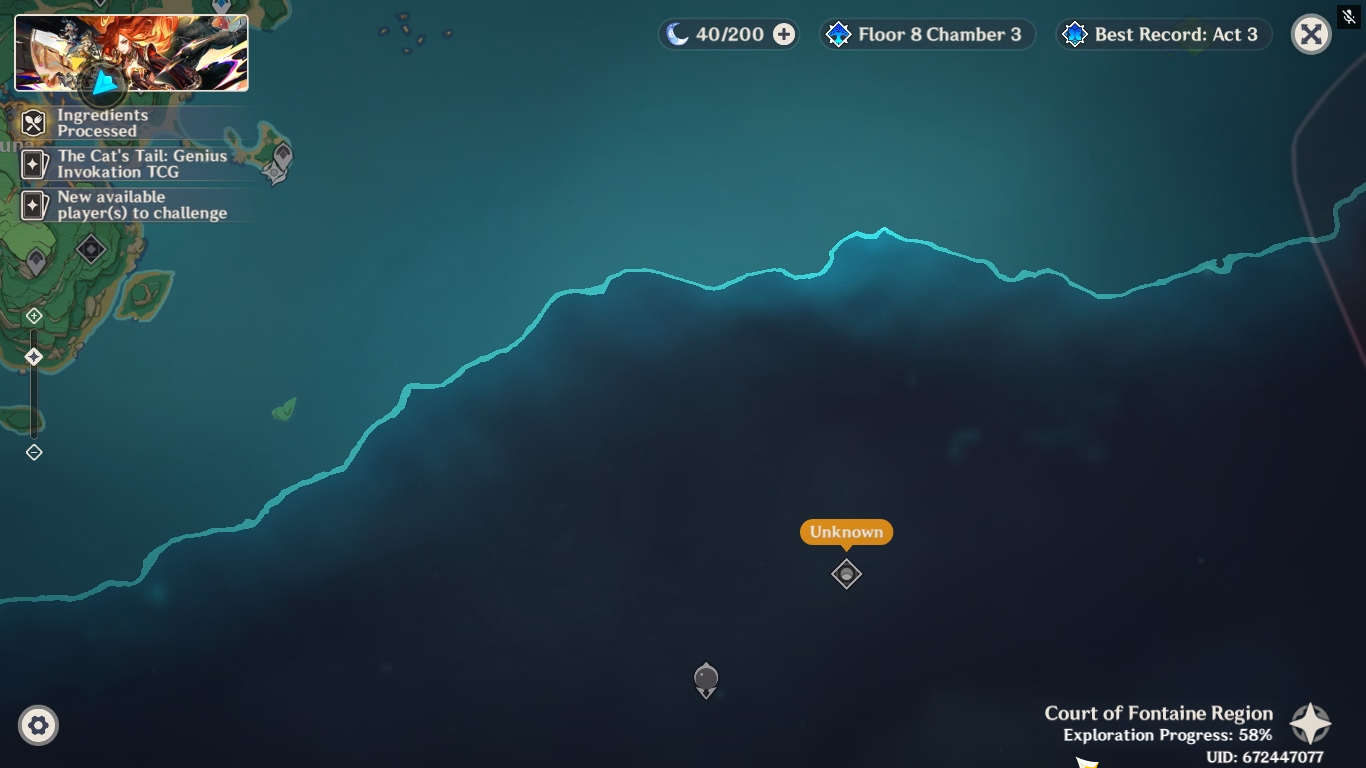 40/200
Floor 8 Chamber 3
Best Record: Act 3
Ingredients
Processed
The Cat's Tail: Genius
Invokation TCG
New available
player(s) to challenge
Unknown
Court of Fontaine Region
Exploration Progress: 58%
UID: 672447077